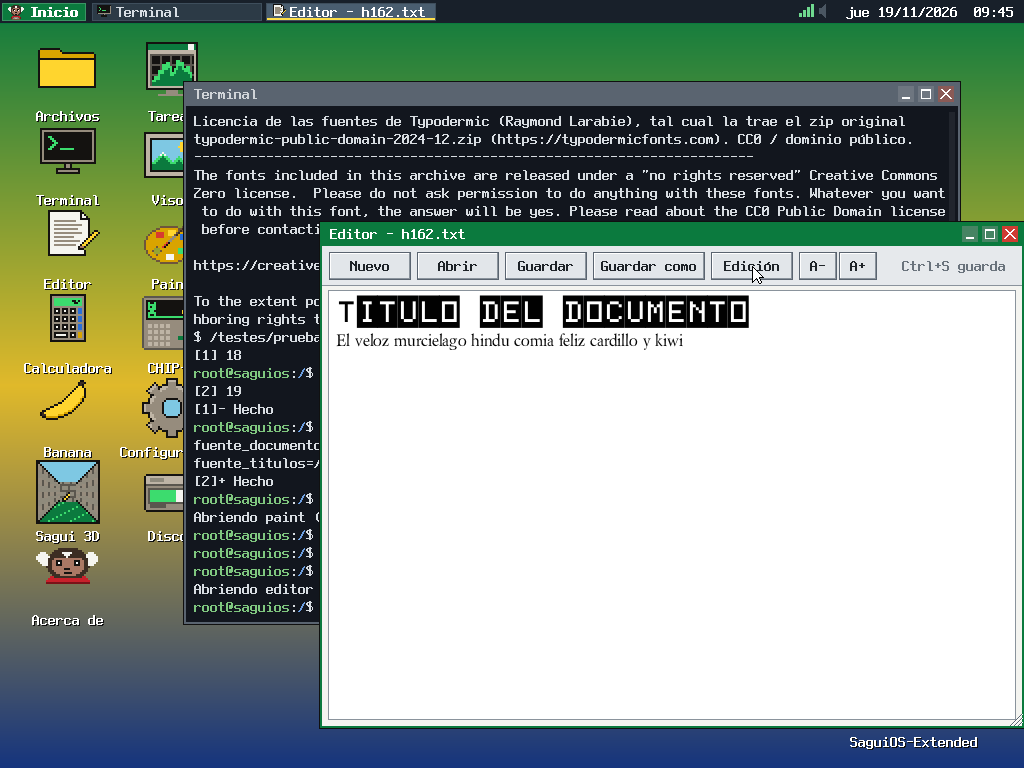 Inicio
Terminal
Editor - h162.txt
jue 19/11/2026 09:45
Archivos
Terminal
Editor
Calculadora
Banana
Sagui 3D
Acerca de
Terminal
Licencia de las fuentes de Typodermic (Raymond Larabie), tal cual la trae el zip original
typodermic-public-domain-2024-12.zip (https://typodermicfonts.com). CC0 / dominio público.
----------------------------------------------------------------------
The fonts included in this archive are released under a "no rights reserved" Creative Commons
Zero license.  Please do not ask permission to do anything with these fonts. Whatever you want
to do with this font, the answer will be yes. Please read about the CC0 Public Domain license
before contacti
https://creative
To the extent po
hboring rights t
$ /testes/prueba
[1] 18
root@saguios:/$
[2] 19
[1]- Hecho
root@saguios:/$
fuente_documento
fuente_titulos=/
[2]+ Hecho
root@saguios:/$
Abriendo paint (
root@saguios:/$
root@saguios:/$
root@saguios:/$
Abriendo editor
root@saguios:/$
Editor - h162.txt
Nuevo
Abrir
Guardar
Guardar como
Edición
A-
A+
Ctrl+S guarda
TITULO DEL DOCUMENTO
El veloz murcielago hindu comia feliz cardillo y kiwi
SaguiOS-Extended